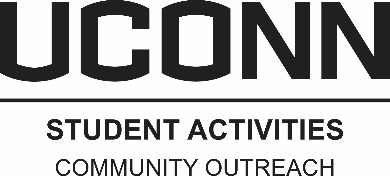 UCONN
STUDENT ACTIVITIES
COMMUNITY OUTREACH